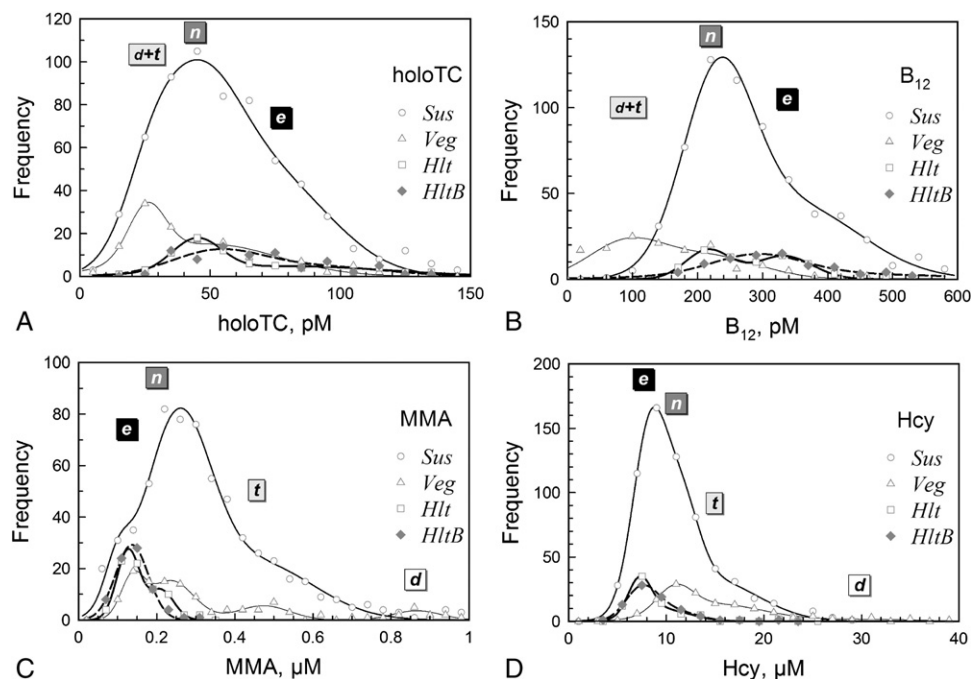 120
100
80
60
40
20
0
Frequency
d+t
n
e
holoTC
Sus
Veg
Hlt
HltB
0
50
100
150
A
holoTC, pM
150
100
50
0
Frequency
d+t
n
e
B12
Sus
Veg
Hlt
HltB
0
100
200
300
400
500
600
B
B12, pM
100
80
60
40
20
0
Frequency
e
n
t
d
MMA
Sus
Veg
Hlt
HltB
0
0.2
0.4
0.6
0.8
1
C
MMA, µM
200
150
100
50
0
Frequency
e
n
t
d
Hcy
Sus
Veg
Hlt
HltB
0
10
20
30
40
D
Hcy, µM